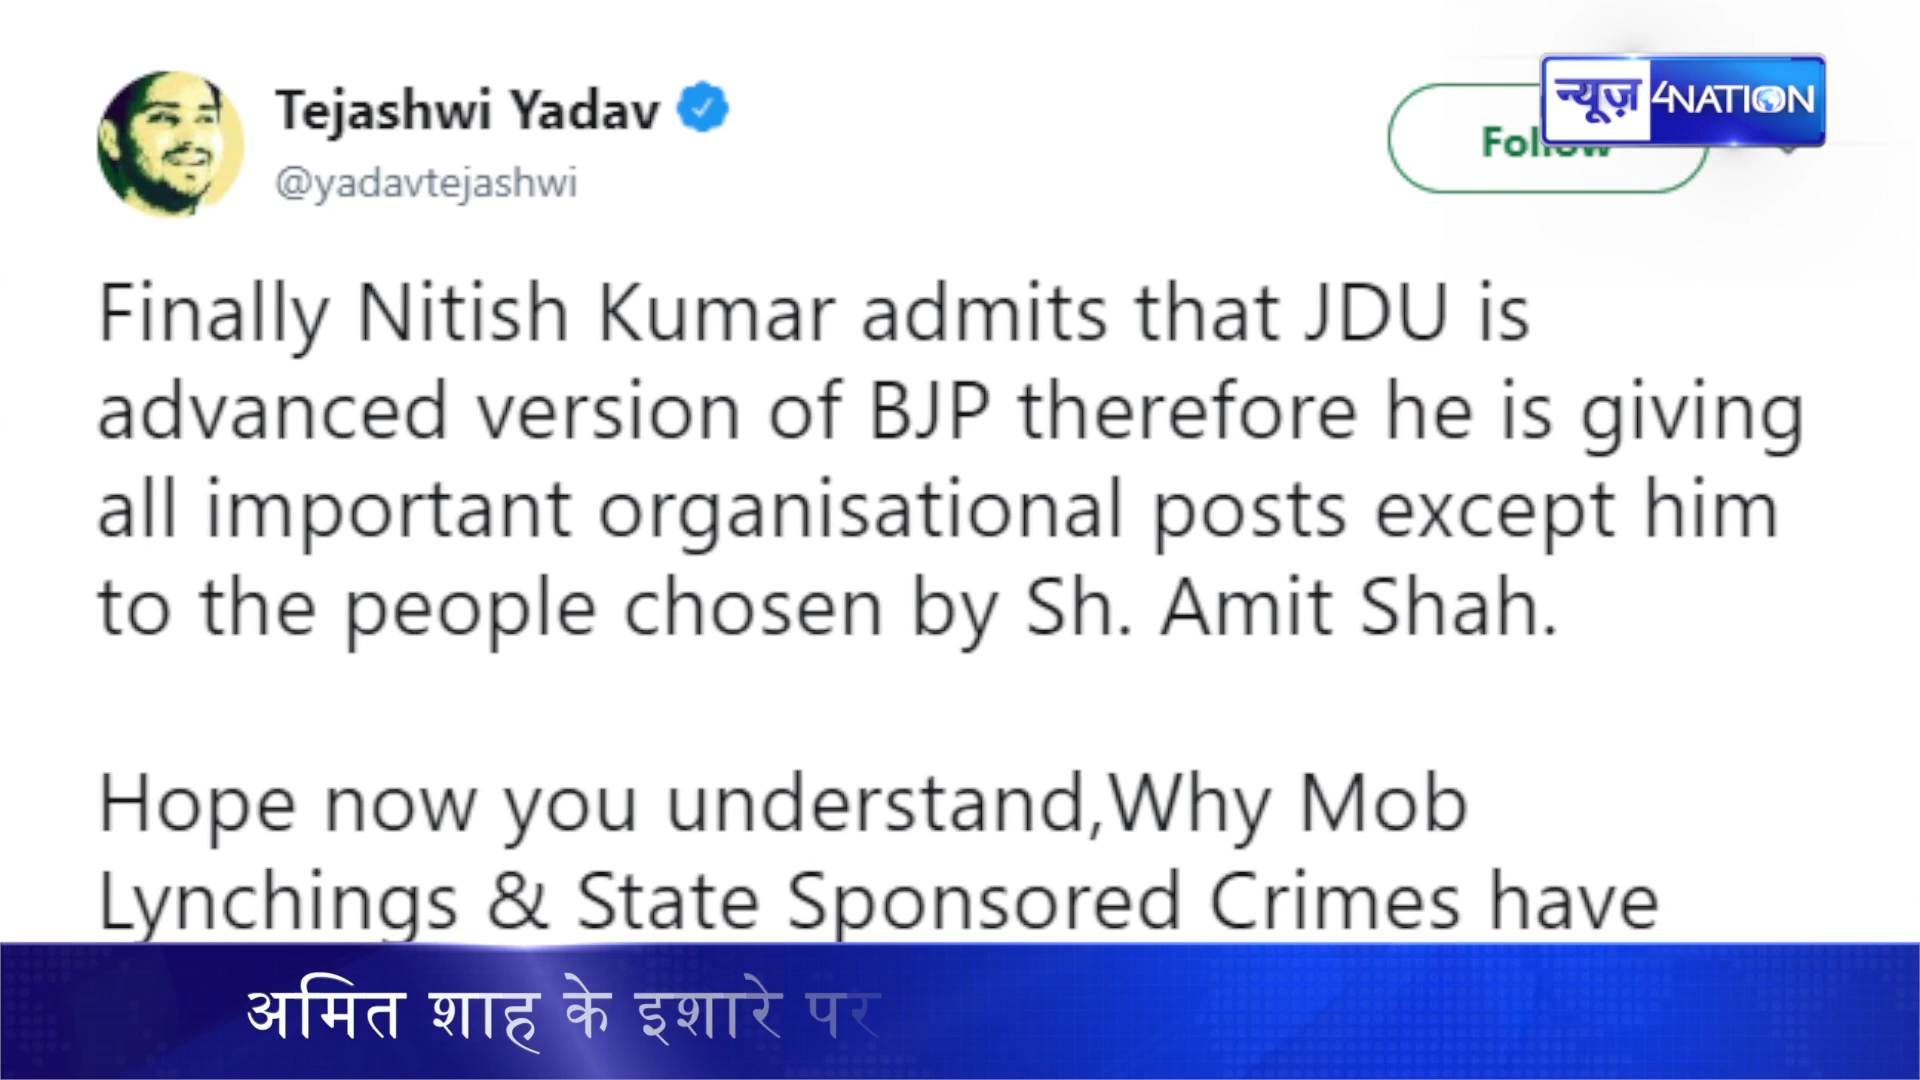 Tejashwi Yadav
@yadavtejashwi
Follow
न्यूज़ 4NATION
Finally Nitish Kumar admits that JDU is
advanced version of BJP therefore he is giving
all important organisational posts except him
to the people chosen by Sh. Amit Shah.
Hope now you understand,Why Mob
Lynchings & State Sponsored Crimes have
अमित शाह के इशारे पर